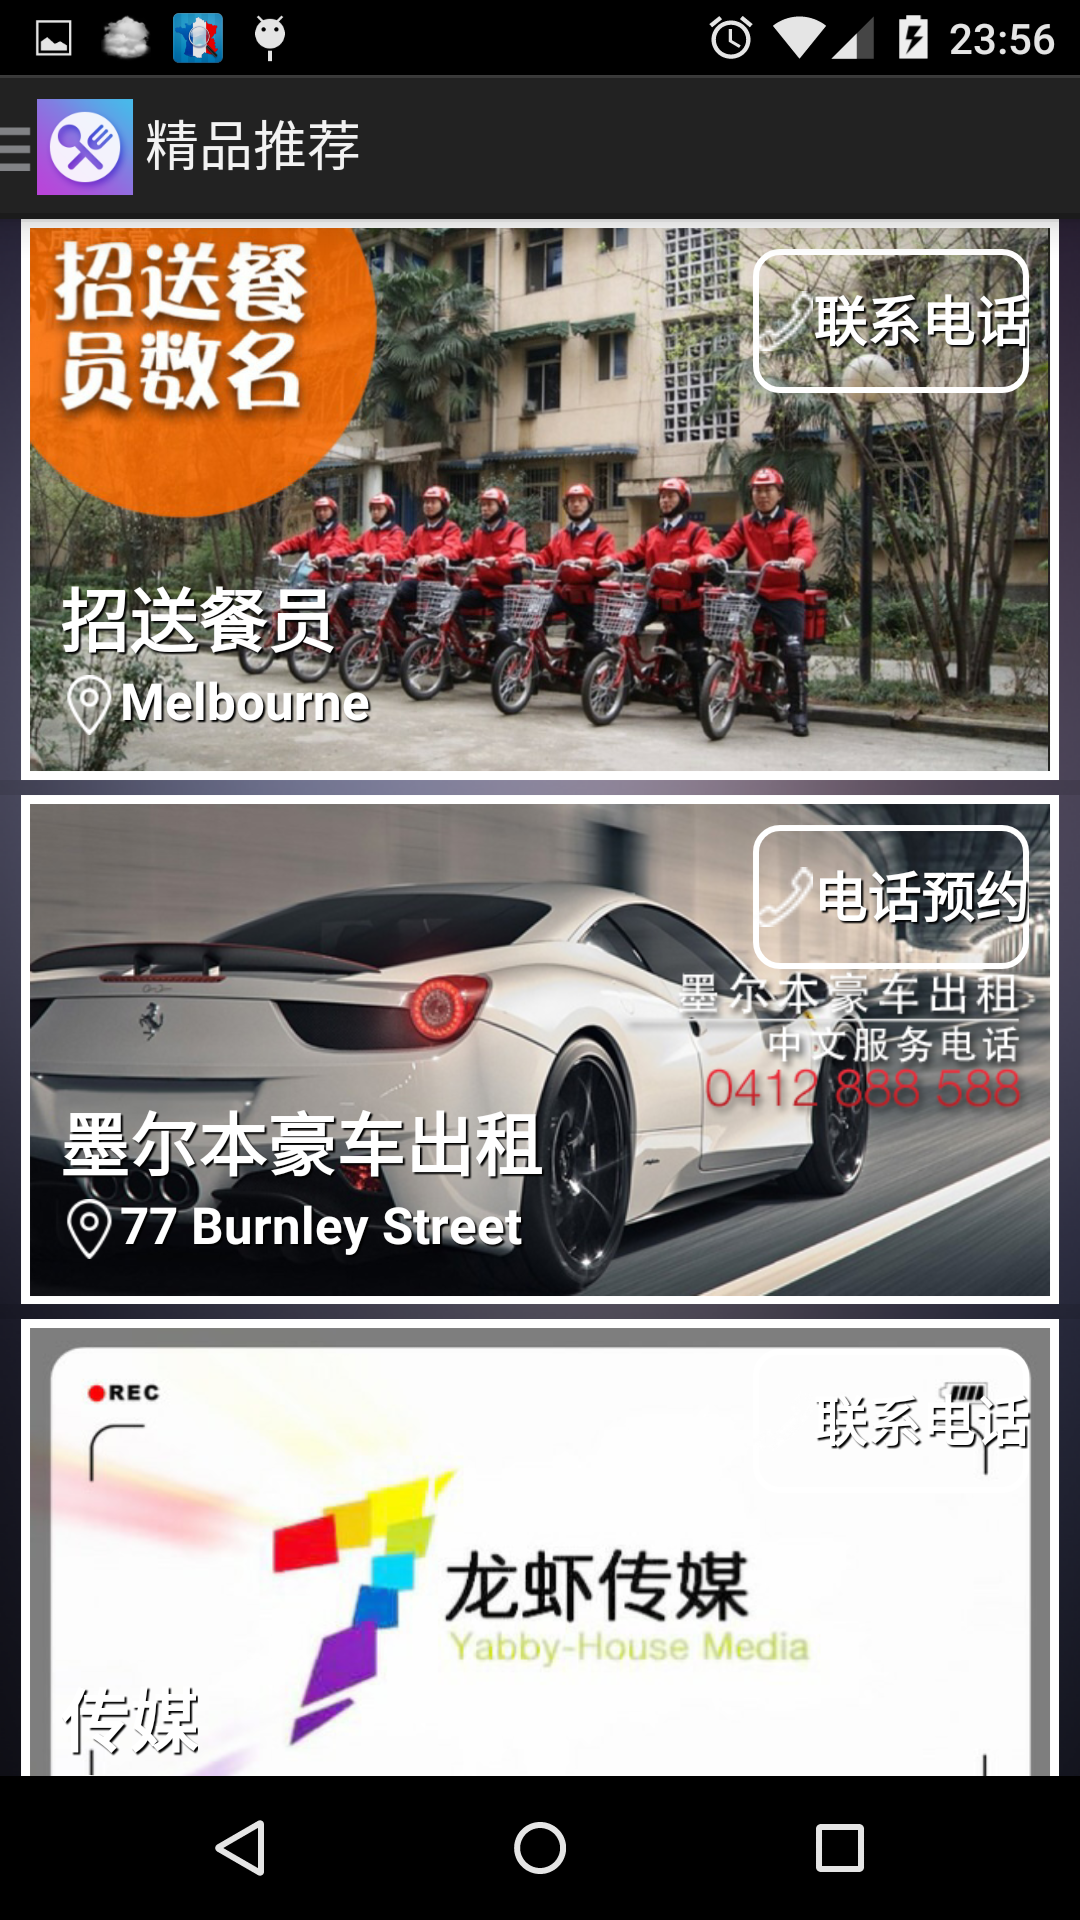 23:56
精品推荐
招送餐
员数名
联系电话
招送餐员
Melbourne
电话预约
墨尔本豪车出租
中文服务电话
0412 888 588
墨尔本豪车出租
77 Burnley Street
REC
联系电话
龙虾传媒
Yabby-House Media
传媒